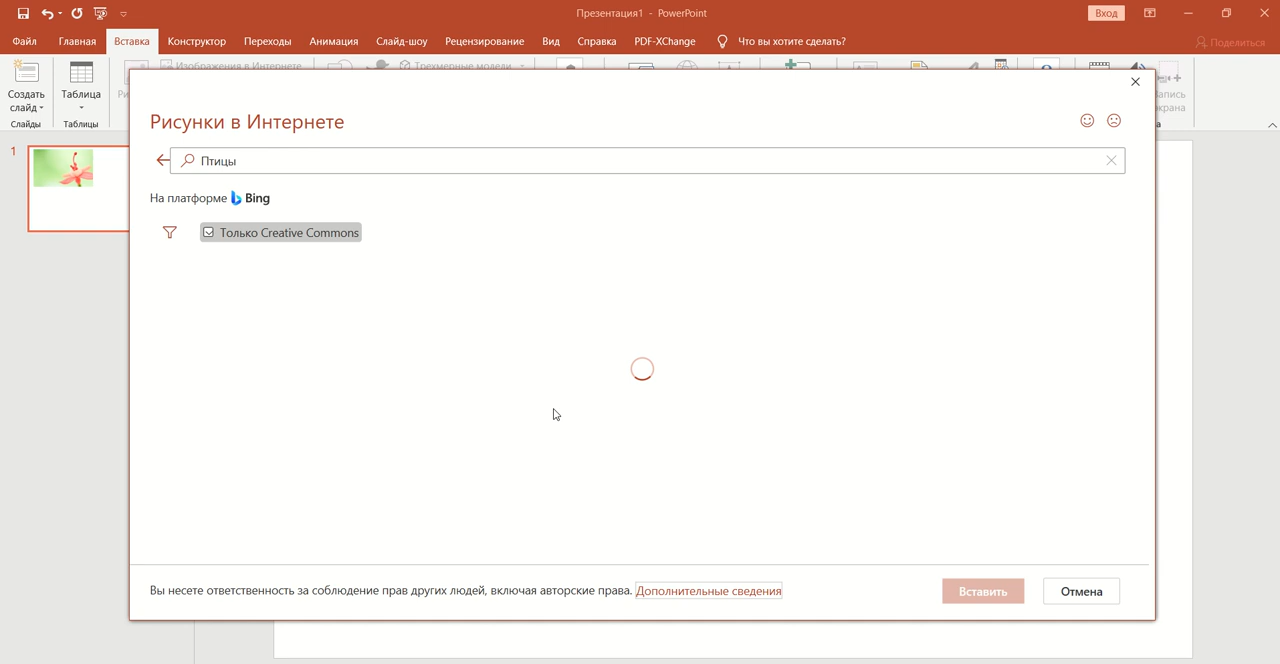 Презентация1 - PowerPoint
Вход
Файл Главная Вставка Конструктор Переходы Анимация Слайд-шоу Рецензирование Вид Справка PDF-XChange Что вы хотите сделать? Поделиться
Изображения в Интернете Трехмерные модели
Создать слайд
Таблица
Слайды Таблицы
1
Рисунки в Интернете
Птицы
На платформе Bing
Только Creative Commons
Вы несете ответственность за соблюдение прав других людей, включая авторские права. Дополнительные сведения
Вставить Отмена